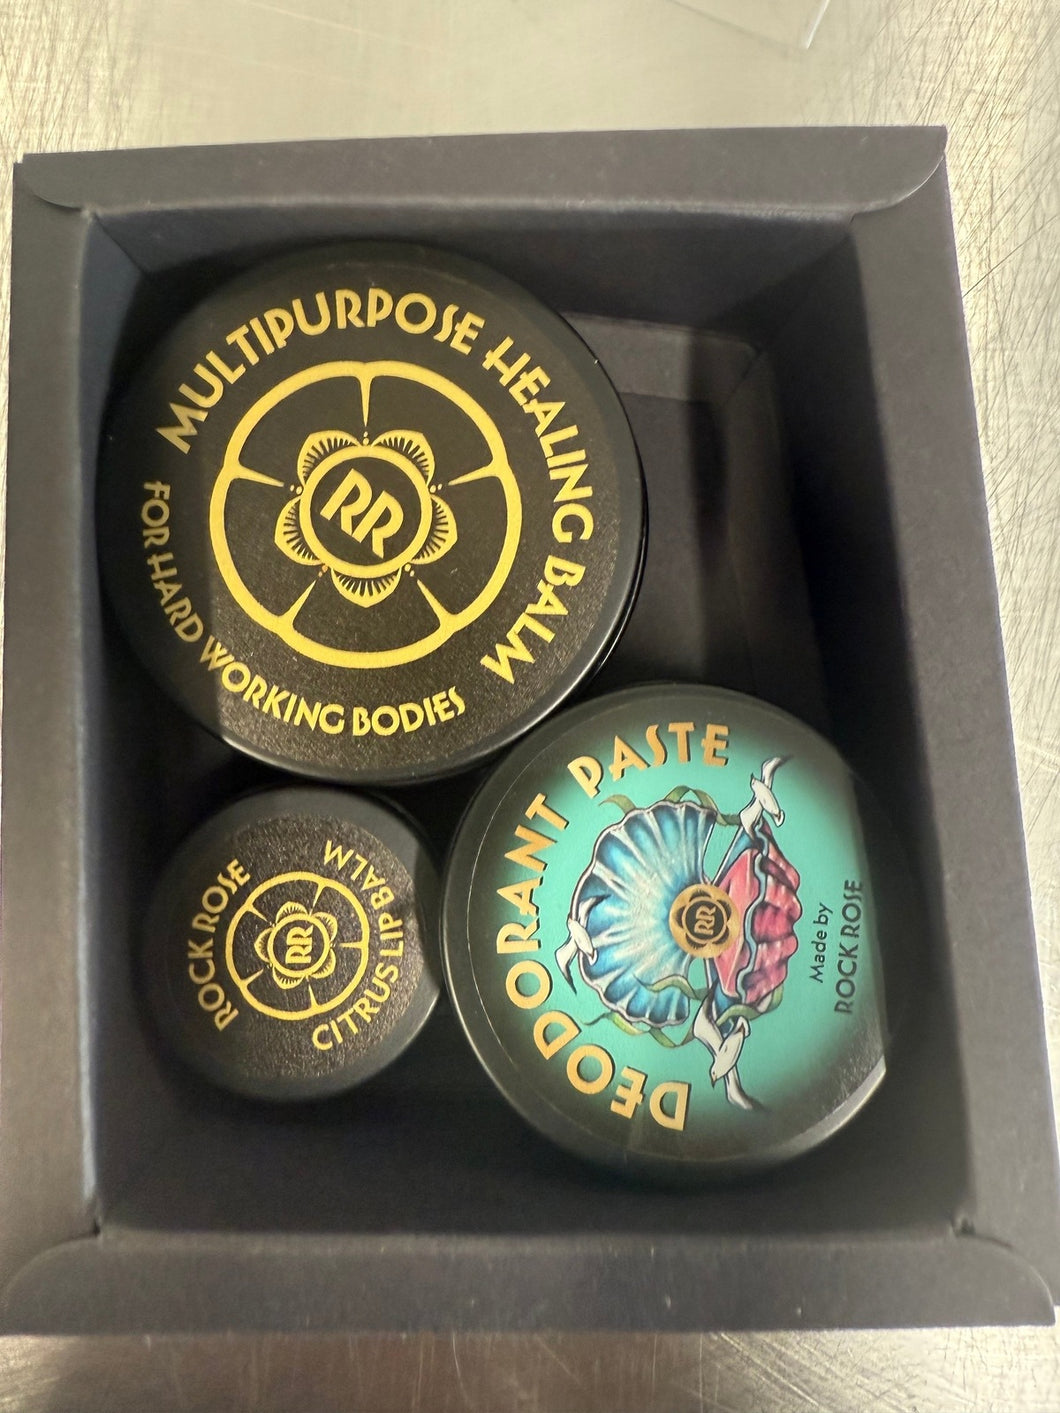 MULTIPURPOSE HEALING BALM
RR
FOR HARD WORKING BODIES
ROCK ROSE
RR
CITRUS LIP BALM
DEODORANT PASTE
RR
Made by
ROCK ROSE